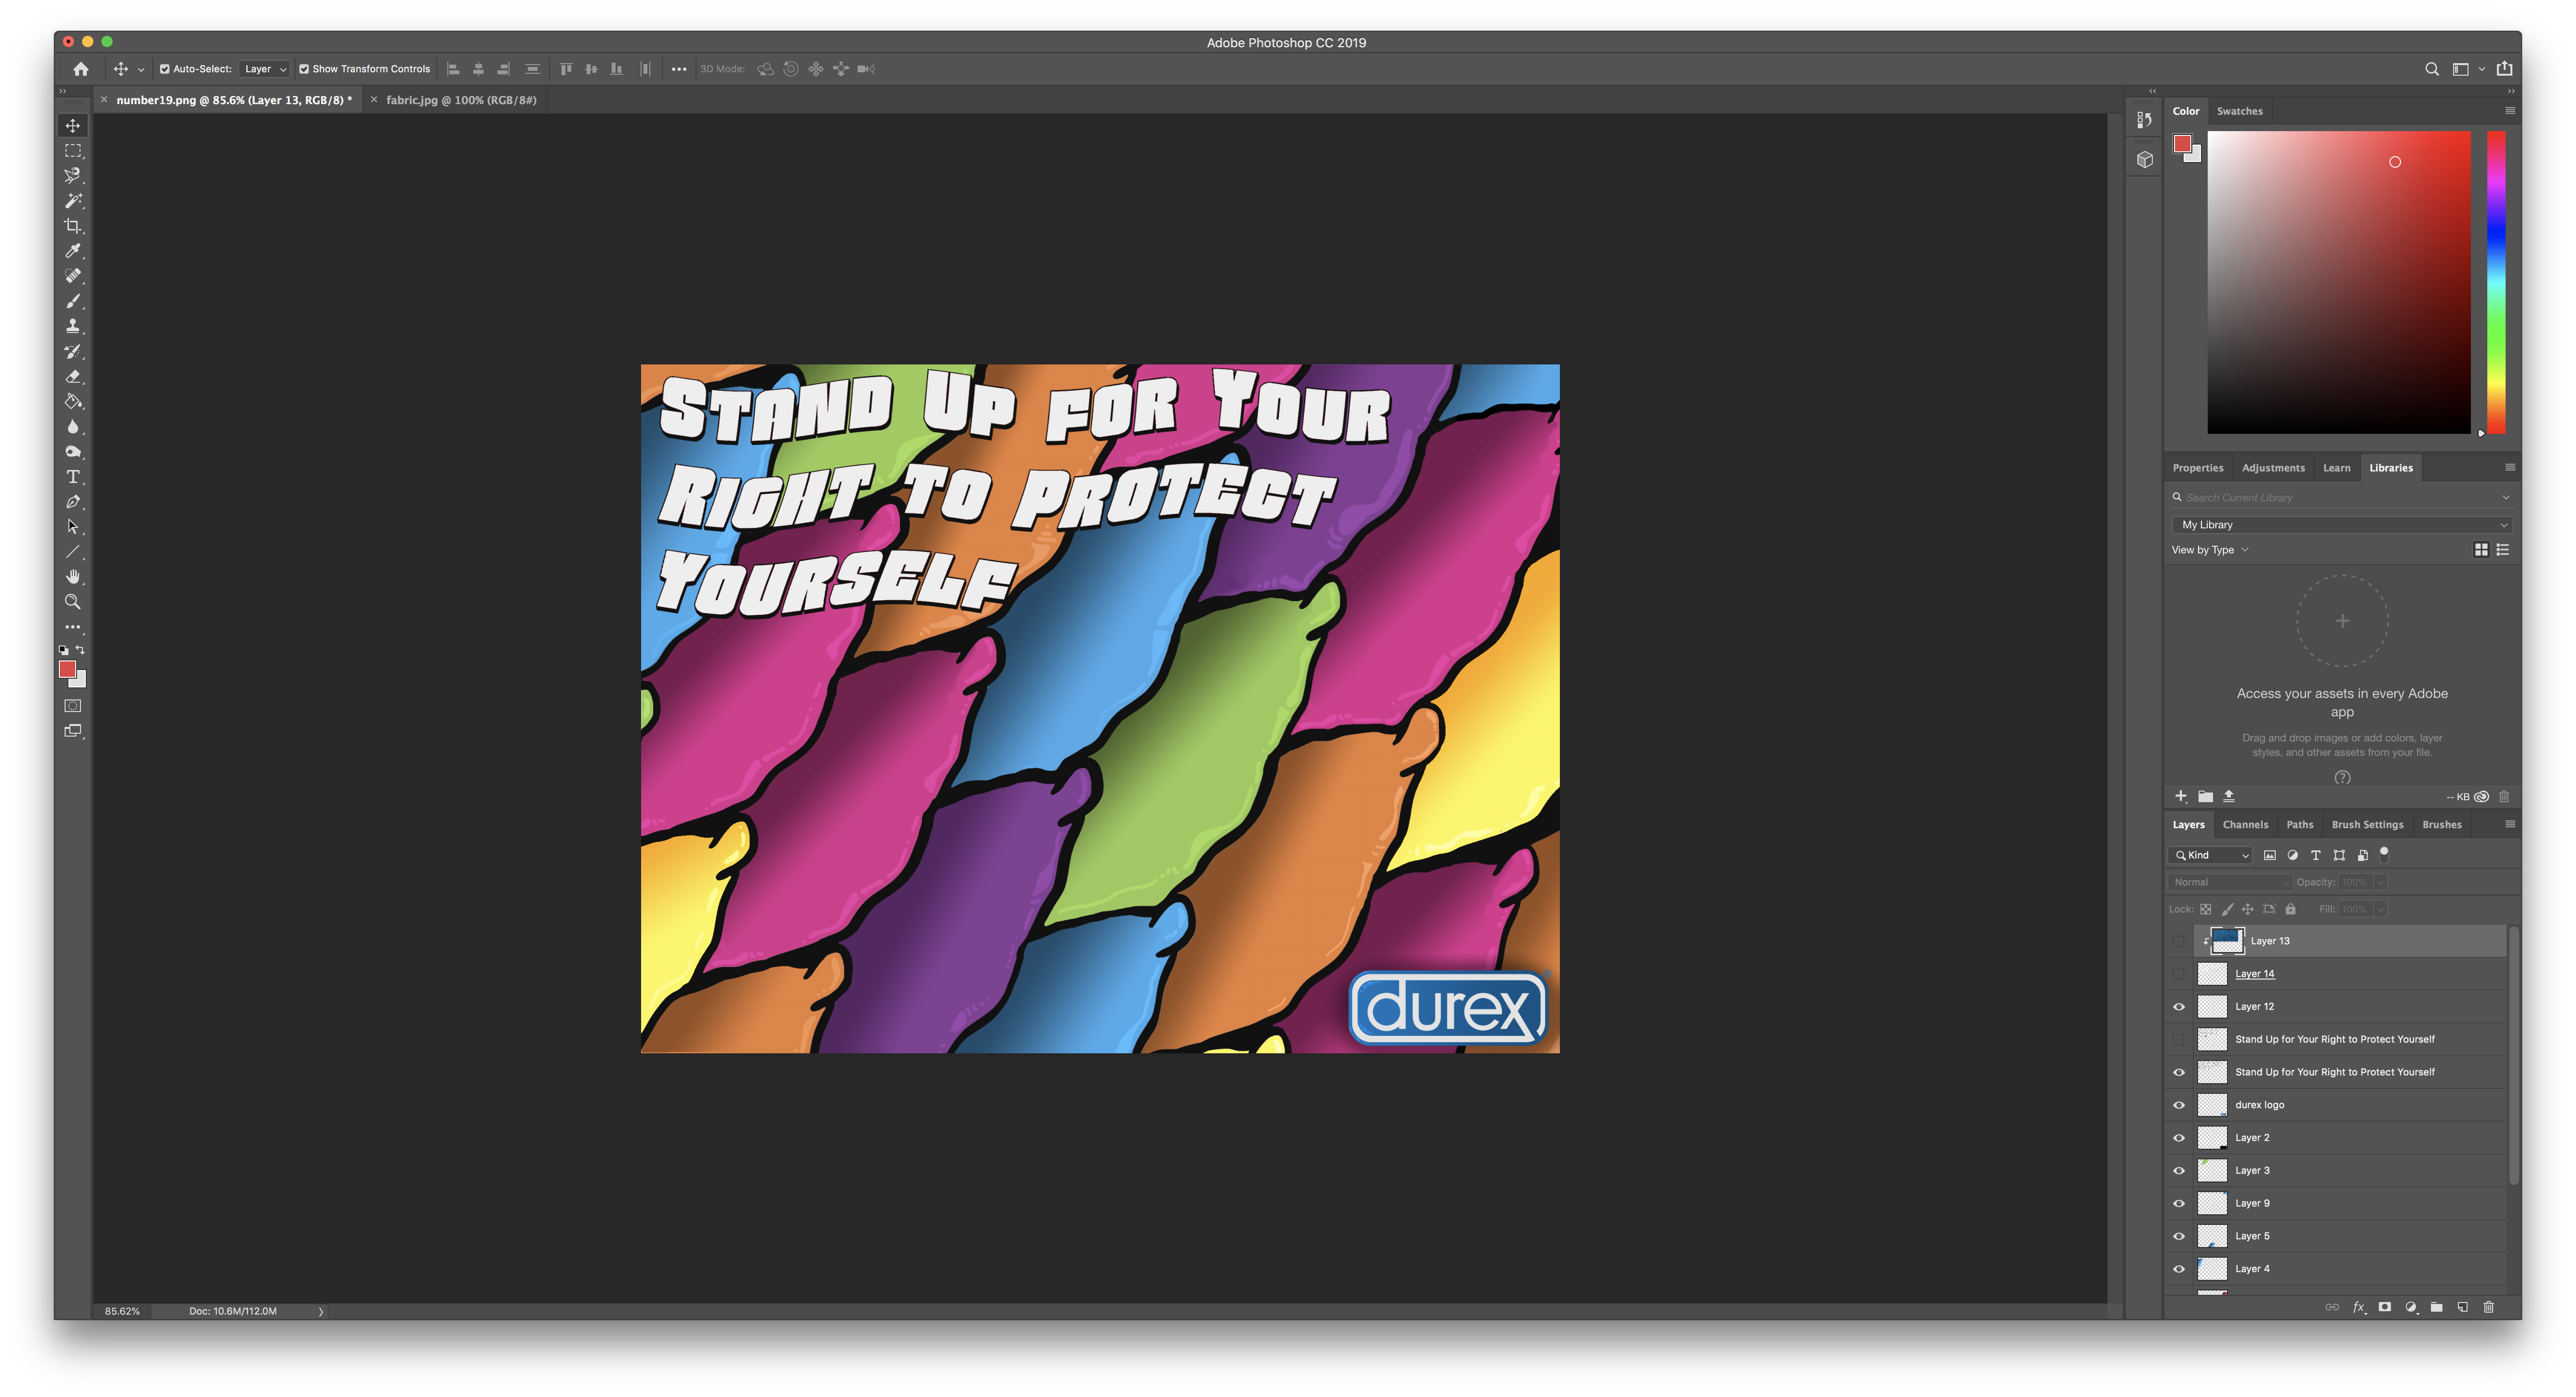 Adobe Photoshop CC 2019
Auto-Select: Layer Show Transform Controls 3D Mode:
number19.png @ 85.6% (Layer 13, RGB/8) * fabric.jpg @ 100% (RGB/8#)
Color Swatches
Stand Up for Your
Right to Protect
Yourself
durex
Properties Adjustments Learn Libraries
Search Current Library
My Library
View by Type
Access your assets in every Adobe
app
Drag and drop images or add colors, layer
styles, and other assets from your file.
-- KB
Layers Channels Paths Brush Settings Brushes
Kind
Normal Opacity: 100%
Lock: Fill: 100%
Layer 13
Layer 14
Layer 12
Stand Up for Your Right to Protect Yourself
Stand Up for Your Right to Protect Yourself
durex logo
Layer 2
Layer 3
Layer 9
Layer 5
Layer 4
fx
85.62% Doc: 10.6M/112.0M